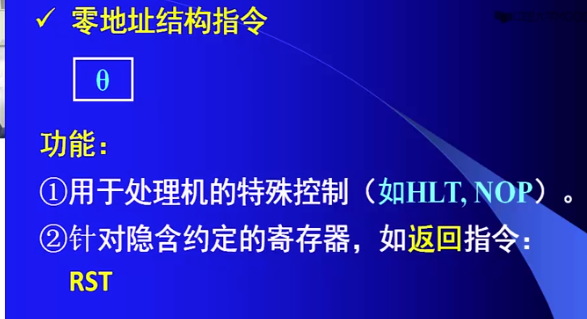 ✓ 零地址结构指令
θ
功能：
①用于处理机的特殊控制（如HLT, NOP）。
②针对隐含约定的寄存器，如返回指令：
RST